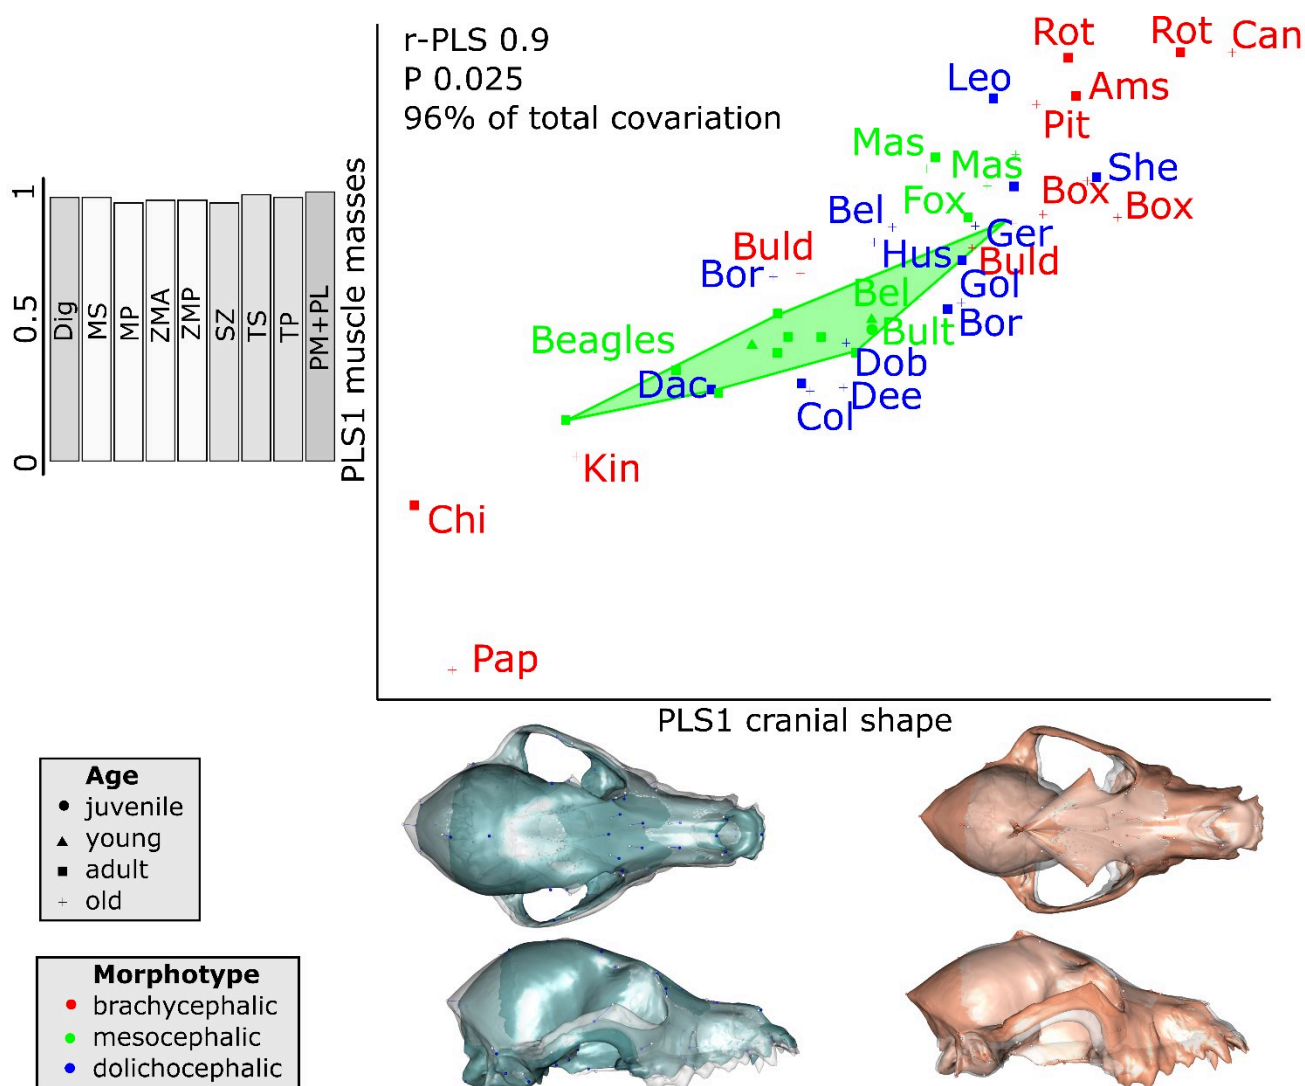 r-PLS 0.9
P 0.025
96% of total covariation
Rot
Rot
Can
Leo
Ams
Pit
Mas
Mas
She
Box
Box
Fox
Bel
Ger
Buld
Hus
Buld
Bor
Gol
Bel
Bor
Beagles
Bult
Dob
Dac
Dee
Col
Kin
Chi
Pap
1
0.5
0
Dig
MS
MP
ZMA
ZMP
SZ
TS
TP
PM+PL
PLS1 muscle masses
PLS1 cranial shape
Age
juvenile
young
adult
old
Morphotype
brachycephalic
mesocephalic
dolichocephalic